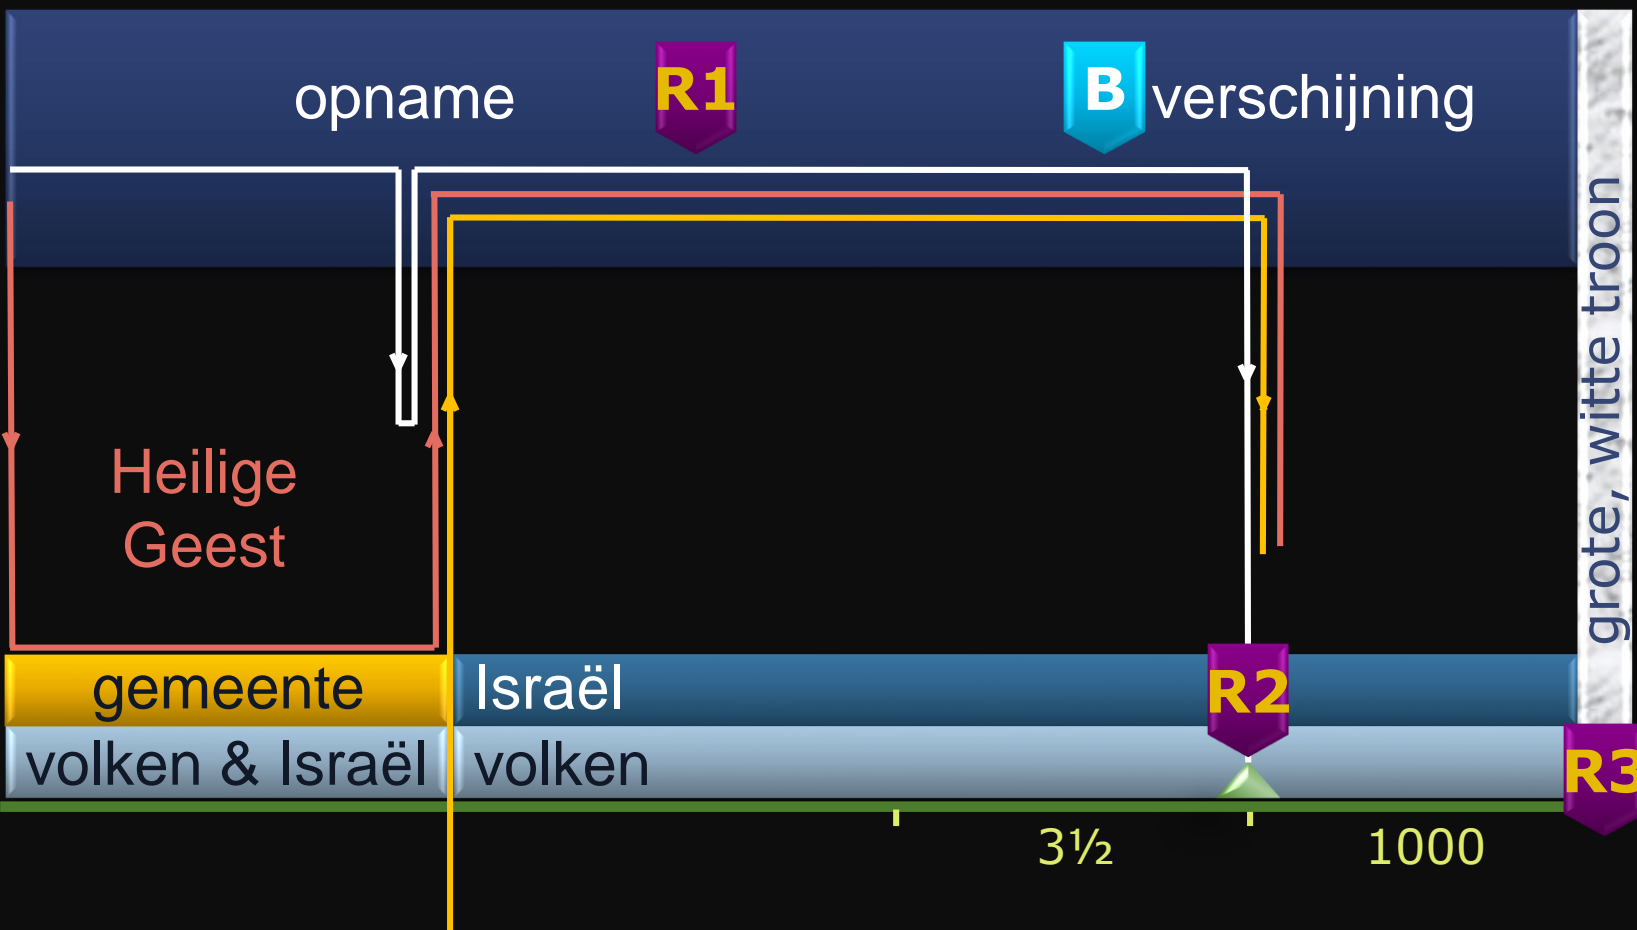 opname
R1
B
verschijning
Heilige
Geest
grote, witte troon
gemeente
Israël
R2
volken & Israël
volken
R3
3½
1000